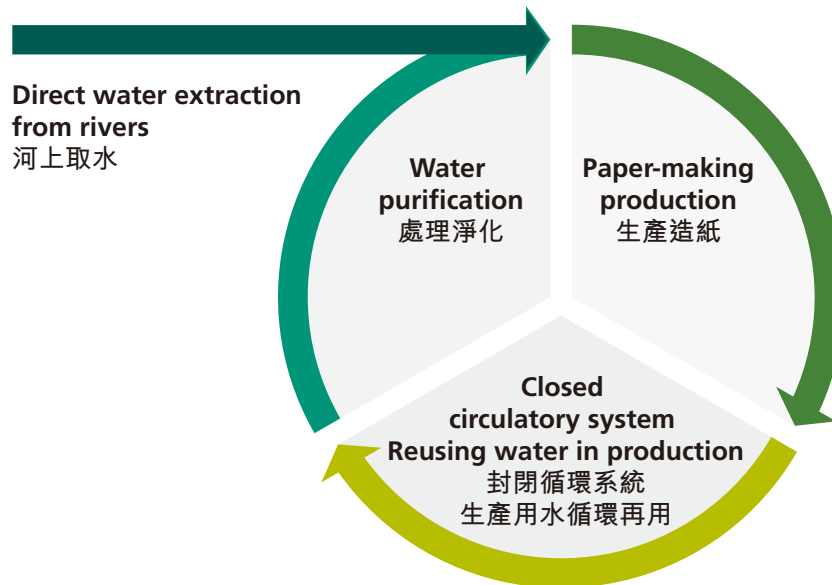 Direct water extraction
from rivers
河上取水
Water
purification
處理淨化
Paper-making
production
生產造紙
Closed
circulatory system
Reusing water in production
封閉循環系統
生產用水循環再用